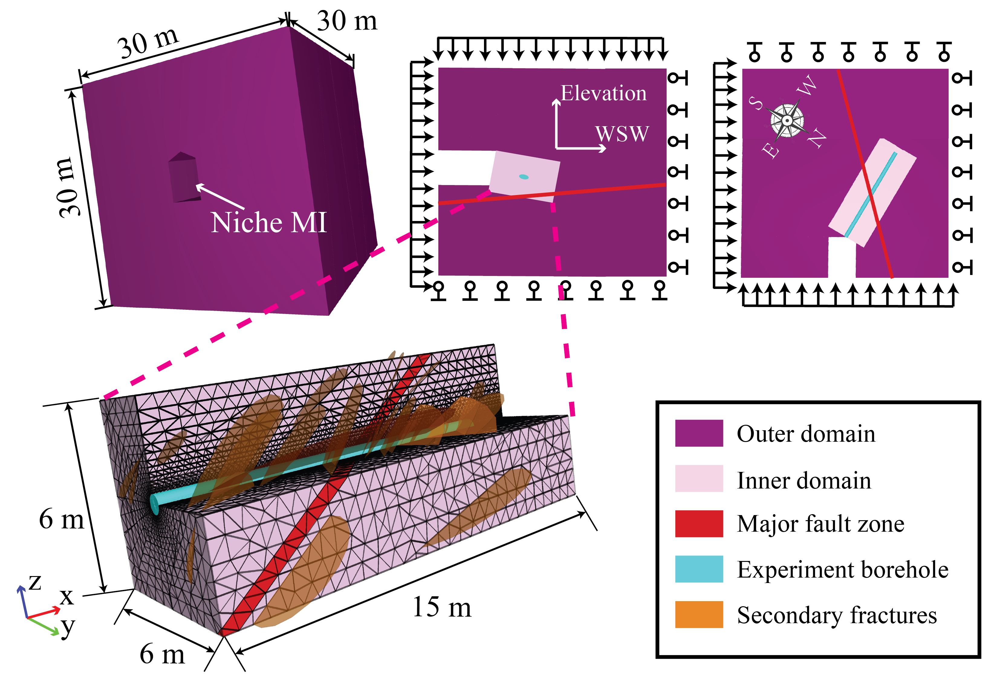 30 m
30 m
30 m
Niche MI
Elevation
WSW
S
W
E
N
6 m
6 m
15 m
z
x
y
Outer domain
Inner domain
Major fault zone
Experiment borehole
Secondary fractures